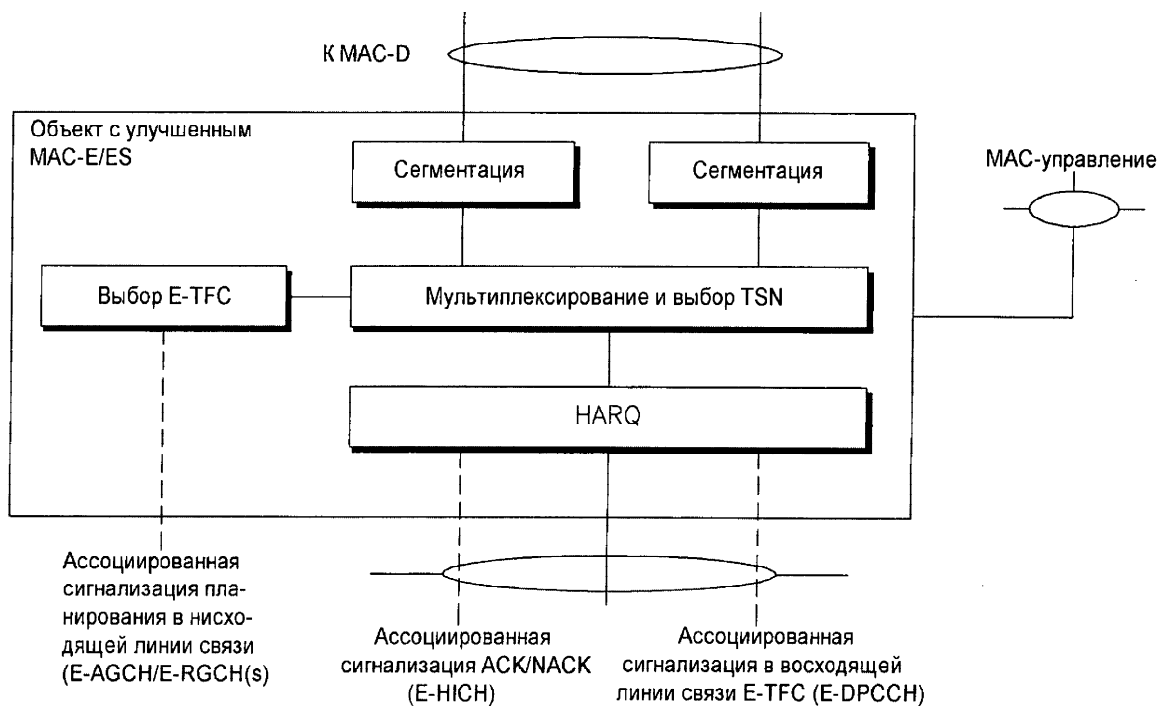 К MAC-D
Объект с улучшенным
MAC-E/ES
Сегментация
Сегментация
MAC-управление
Выбор E-TFC
Мультиплексирование и выбор TSN
HARQ
Ассоциированная
сигнализация пла-
нирования в нисхо-
дящей линии связи
(E-AGCH/E-RGCH(s)
Ассоциированная
сигнализация ACK/NACK
(E-HICH)
Ассоциированная
сигнализация в восходящей
линии связи E-TFC (E-DPCCH)